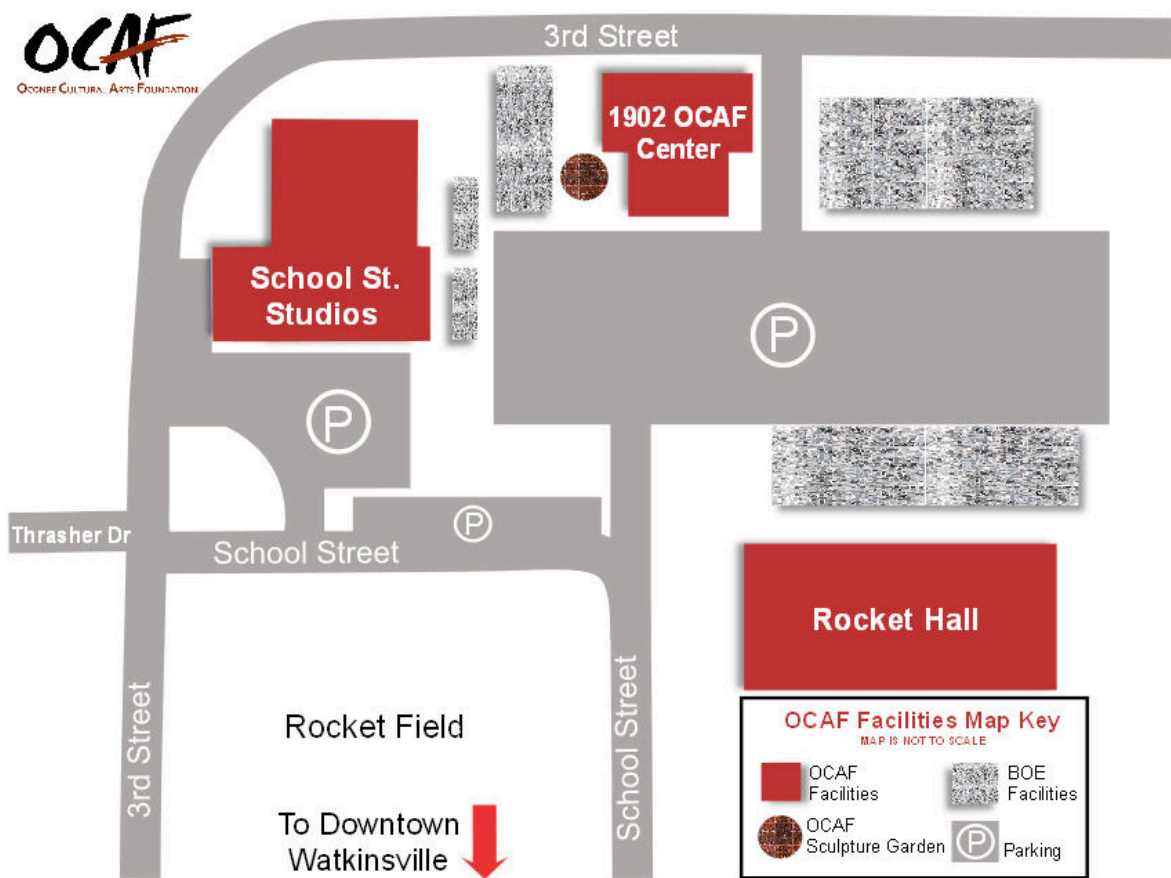 OCAF
OCONEE CULTURAL ARTS FOUNDATION
3rd Street
1902 OCAF
Center
School St.
Studios
P
P
P
Thrasher Dr
School Street
Rocket Hall
3rd Street
School Street
Rocket Field
To Downtown
Watkinsville
OCAF Facilities Map Key
MAP IS NOT TO SCALE
OCAF
Facilities
BOE
Facilities
OCAF
Sculpture Garden
P
Parking